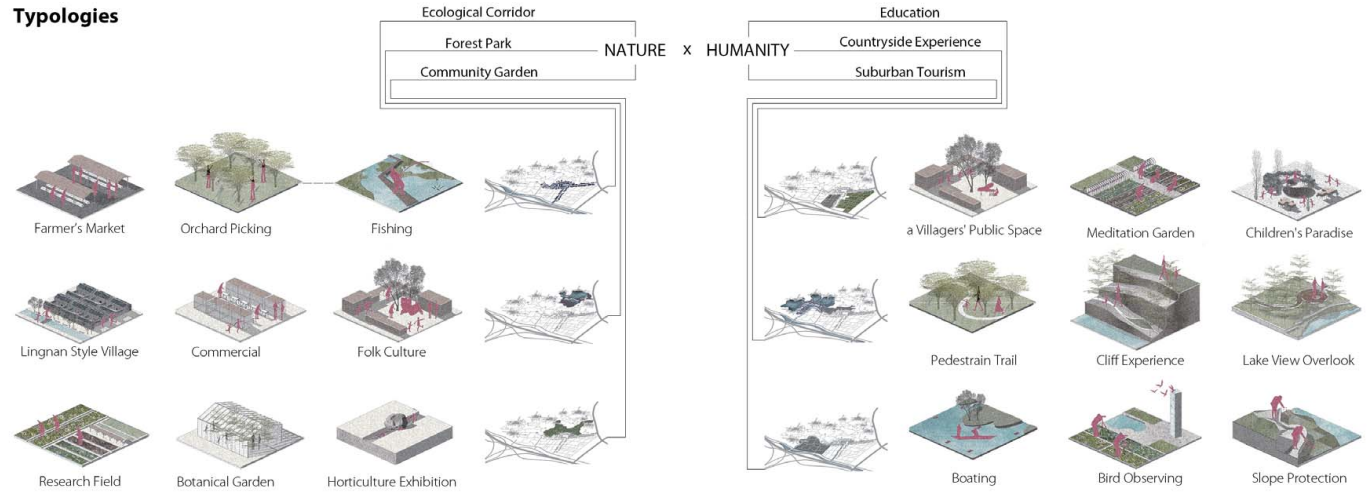 Typologies
Ecological Corridor
Education
Forest Park
NATURE x HUMANITY
Countryside Experience
Community Garden
Suburban Tourism
Farmer's Market
Orchard Picking
Fishing
a Villagers' Public Space
Meditation Garden
Children's Paradise
Lingnan Style Village
Commercial
Folk Culture
Pedestrain Trail
Cliff Experience
Lake View Overlook
Research Field
Botanical Garden
Horticulture Exhibition
Boating
Bird Observing
Slope Protection